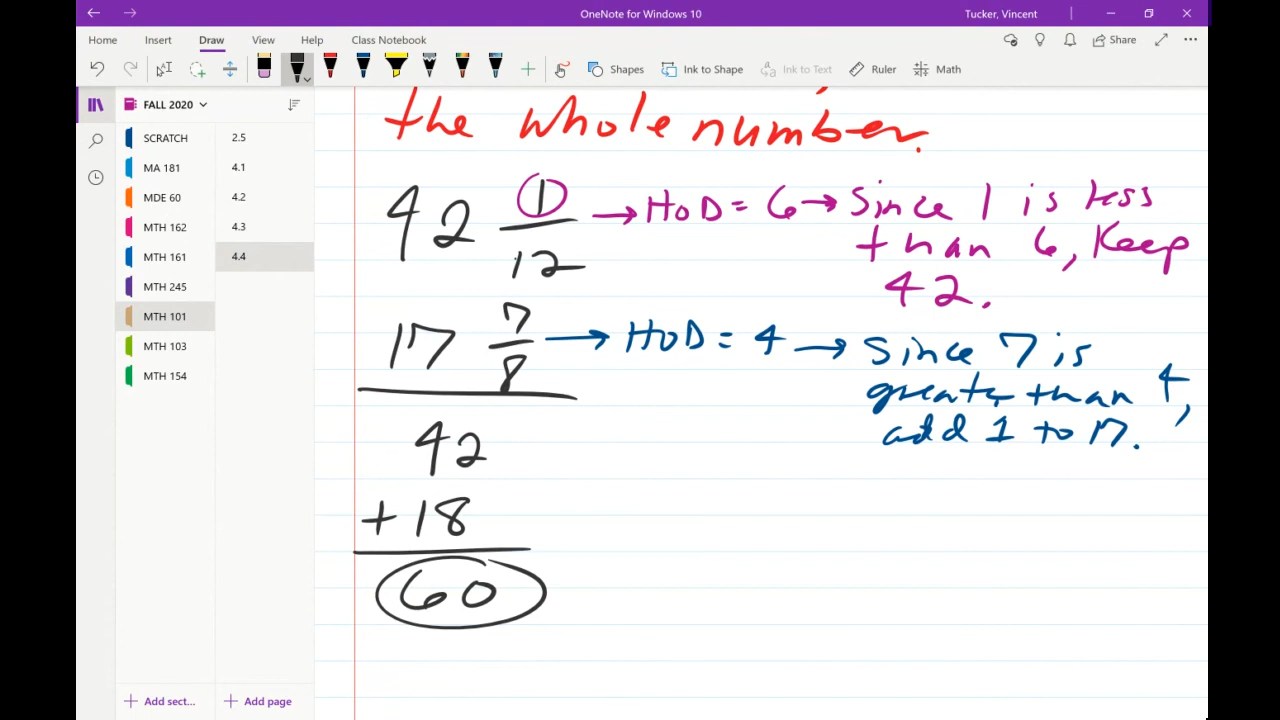 OneNote for Windows 10
Tucker, Vincent
Home Insert Draw View Help Class Notebook
Share
Shapes Ink to Shape Ink to Text Ruler Math
FALL 2020
SCRATCH
MA 181
MDE 60
MTH 162
MTH 161
MTH 245
MTH 101
MTH 103
MTH 154
2.5
4.1
4.2
4.3
4.4
Add sect...
Add page
the whole number.
42 1/12 → HoD = 6 → Since 1 is less
than 6, Keep
42.
17 7/8 → HoD = 4 → Since 7 is
greater than 4,
add 1 to 17.
42
+ 18
60